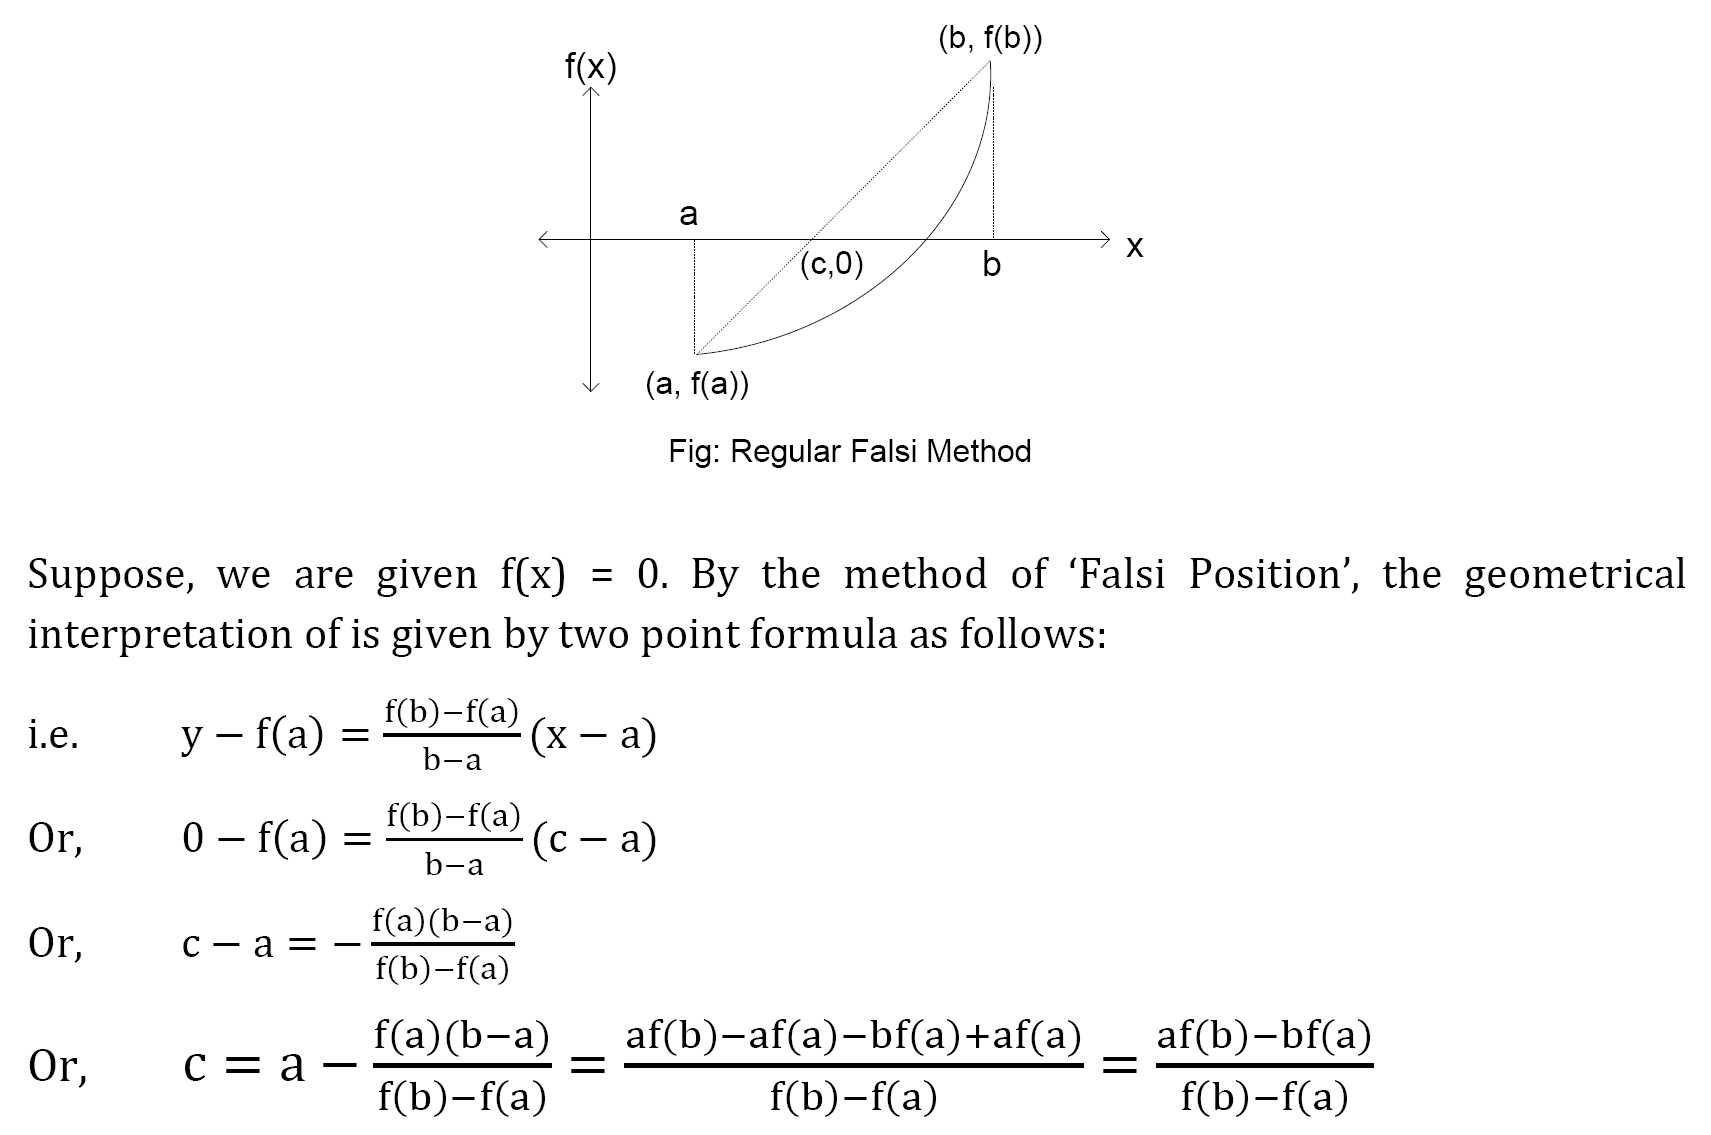 (b, f(b))
f(x)
a
x
(c,0)
b
(a, f(a))
Fig: Regular Falsi Method
Suppose, we are given f(x) = 0. By the method of ‘Falsi Position’, the geometrical
interpretation of is given by two point formula as follows:
i.e. y − f(a) = f(b)−f(a)/b−a (x − a)
Or, 0 − f(a) = f(b)−f(a)/b−a (c − a)
Or, c − a = − f(a)(b−a)/f(b)−f(a)
Or, c = a − f(a)(b−a)/f(b)−f(a) = af(b)−af(a)−bf(a)+af(a)/f(b)−f(a) = af(b)−bf(a)/f(b)−f(a)